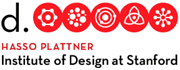 d.
HASSO PLATTNER
Institute of Design at Stanford